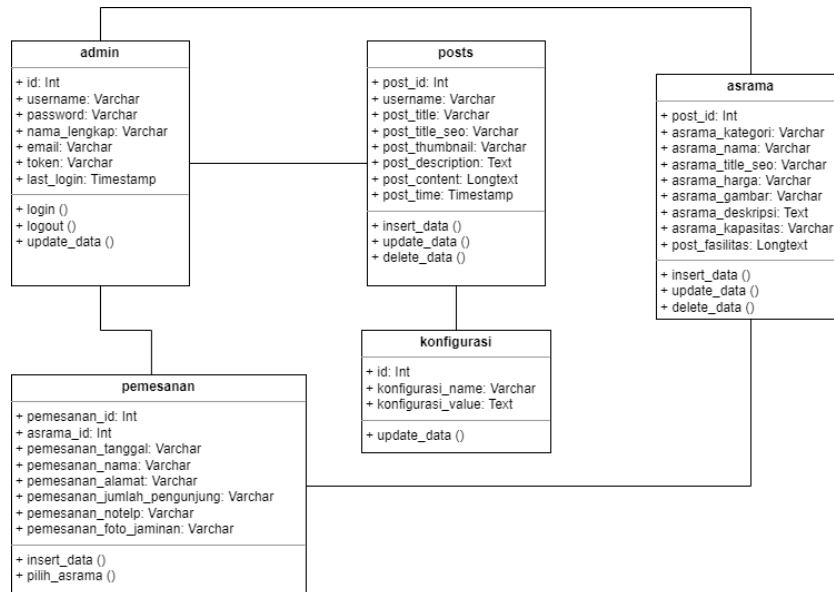 admin
+ id: Int
+ username: Varchar
+ password: Varchar
+ nama_lengkap: Varchar
+ email: Varchar
+ token: Varchar
+ last_login: Timestamp
+ login ()
+ logout ()
+ update_data ()
posts
+ post_id: Int
+ username: Varchar
+ post_title: Varchar
+ post_title_seo: Varchar
+ post_thumbnail: Varchar
+ post_description: Text
+ post_content: Longtext
+ post_time: Timestamp
+ insert_data ()
+ update_data ()
+ delete_data ()
asrama
+ post_id: Int
+ asrama_kategori: Varchar
+ asrama_nama: Varchar
+ asrama_title_seo: Varchar
+ asrama_harga: Varchar
+ asrama_gambar: Varchar
+ asrama_deskripsi: Text
+ asrama_kapasitas: Varchar
+ post_fasilitas: Longtext
+ insert_data ()
+ update_data ()
+ delete_data ()
konfigurasi
+ id: Int
+ konfigurasi_name: Varchar
+ konfigurasi_value: Text
+ update_data ()
pemesanan
+ pemesanan_id: Int
+ asrama_id: Int
+ pemesanan_tanggal: Varchar
+ pemesanan_nama: Varchar
+ pemesanan_alamat: Varchar
+ pemesanan_jumlah_pengunjung: Varchar
+ pemesanan_notelp: Varchar
+ pemesanan_foto_jaminan: Varchar
+ insert_data ()
+ pilih_asrama ()